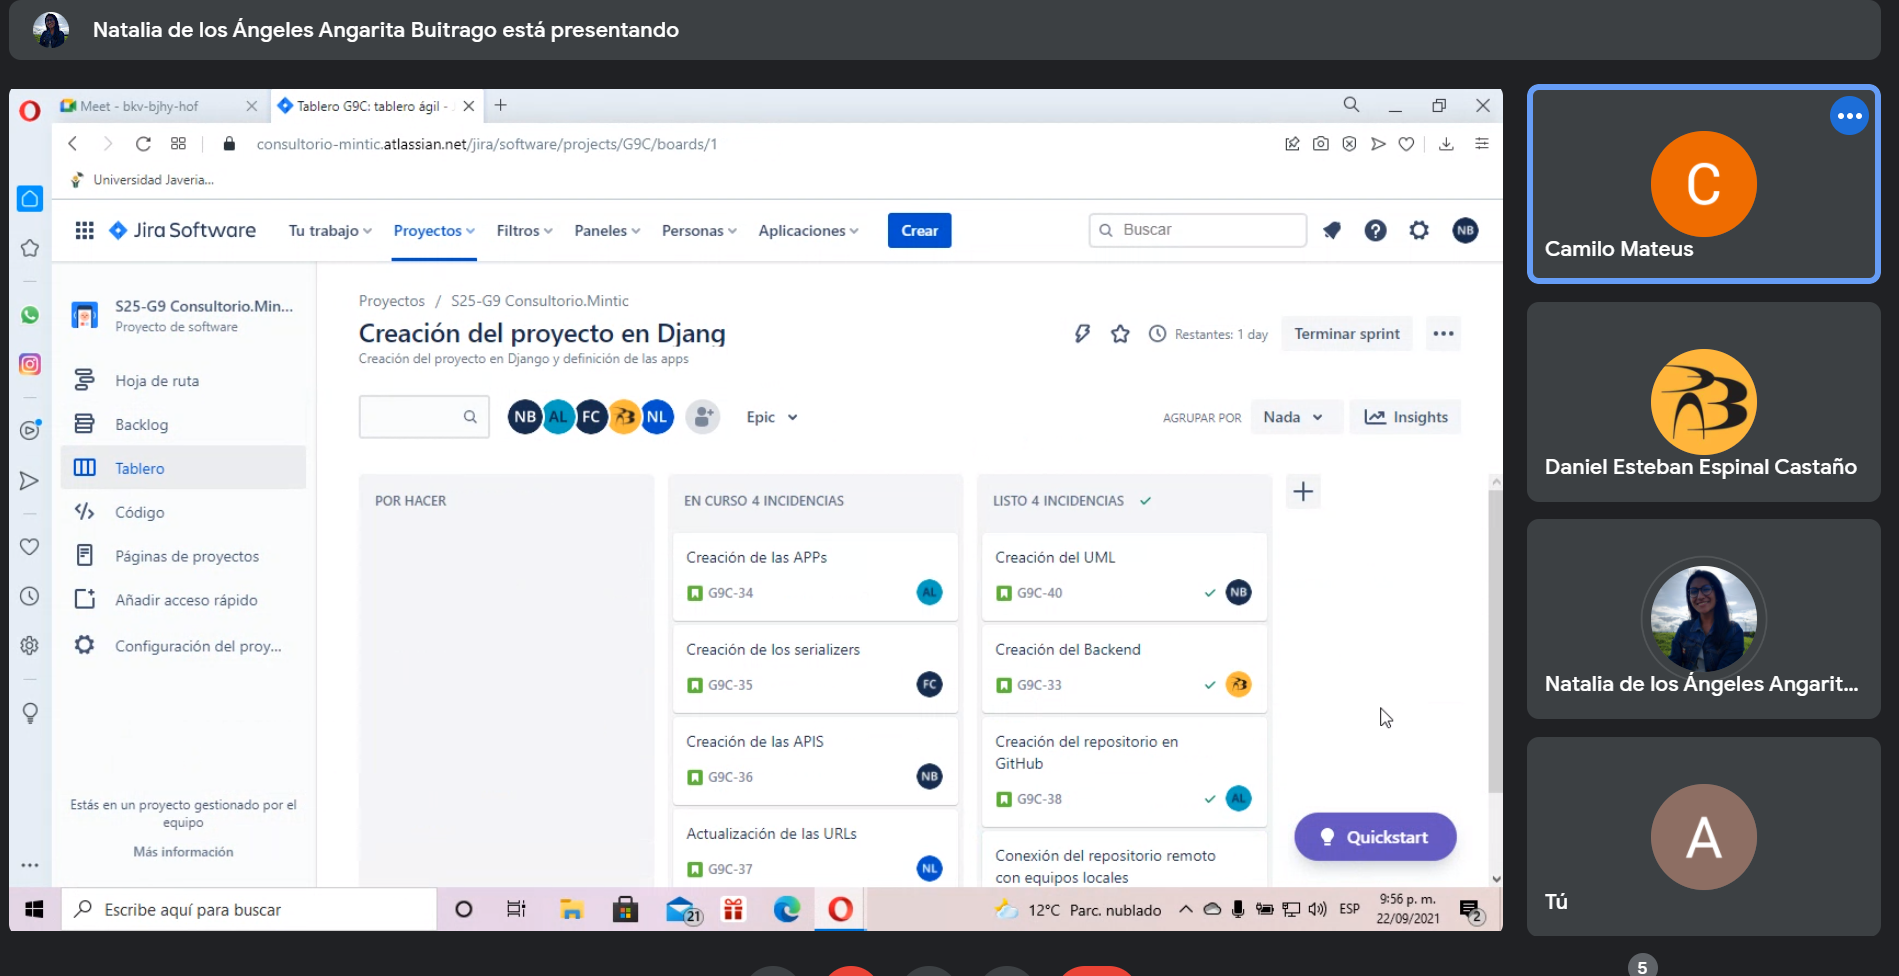 Natalia de los Ángeles Angarita Buitrago está presentando
Meet - bkv-bjhy-hof
Tablero G9C: tablero ágil -
consultorio-mintic.atlassian.net/jira/software/projects/G9C/boards/1
Universidad Javeria...
Jira Software
Tu trabajo
Proyectos
Filtros
Paneles
Personas
Aplicaciones
Crear
Buscar
NB
S25-G9 Consultorio.Min...
Proyecto de software
Hoja de ruta
Backlog
Tablero
Código
Páginas de proyectos
Añadir acceso rápido
Configuración del proy...
Estás en un proyecto gestionado por el
equipo
Más información
Proyectos / S25-G9 Consultorio.Mintic
Creación del proyecto en Djang
Creación del proyecto en Django y definición de las apps
Restantes: 1 day
Terminar sprint
NB AL FC NL
Epic
AGRUPAR POR
Nada
Insights
POR HACER
EN CURSO 4 INCIDENCIAS
Creación de las APPs
G9C-34
AL
Creación de los serializers
G9C-35
FC
Creación de las APIS
G9C-36
NB
Actualización de las URLs
G9C-37
NL
LISTO 4 INCIDENCIAS
Creación del UML
G9C-40
NB
Creación del Backend
G9C-33
Creación del repositorio en
GitHub
G9C-38
AL
Conexión del repositorio remoto
con equipos locales
Quickstart
Escribe aquí para buscar
21
12°C Parc. nublado
ESP
9:56 p. m.
22/09/2021
2
C
Camilo Mateus
Daniel Esteban Espinal Castaño
Natalia de los Ángeles Angarit...
A
Tú
5